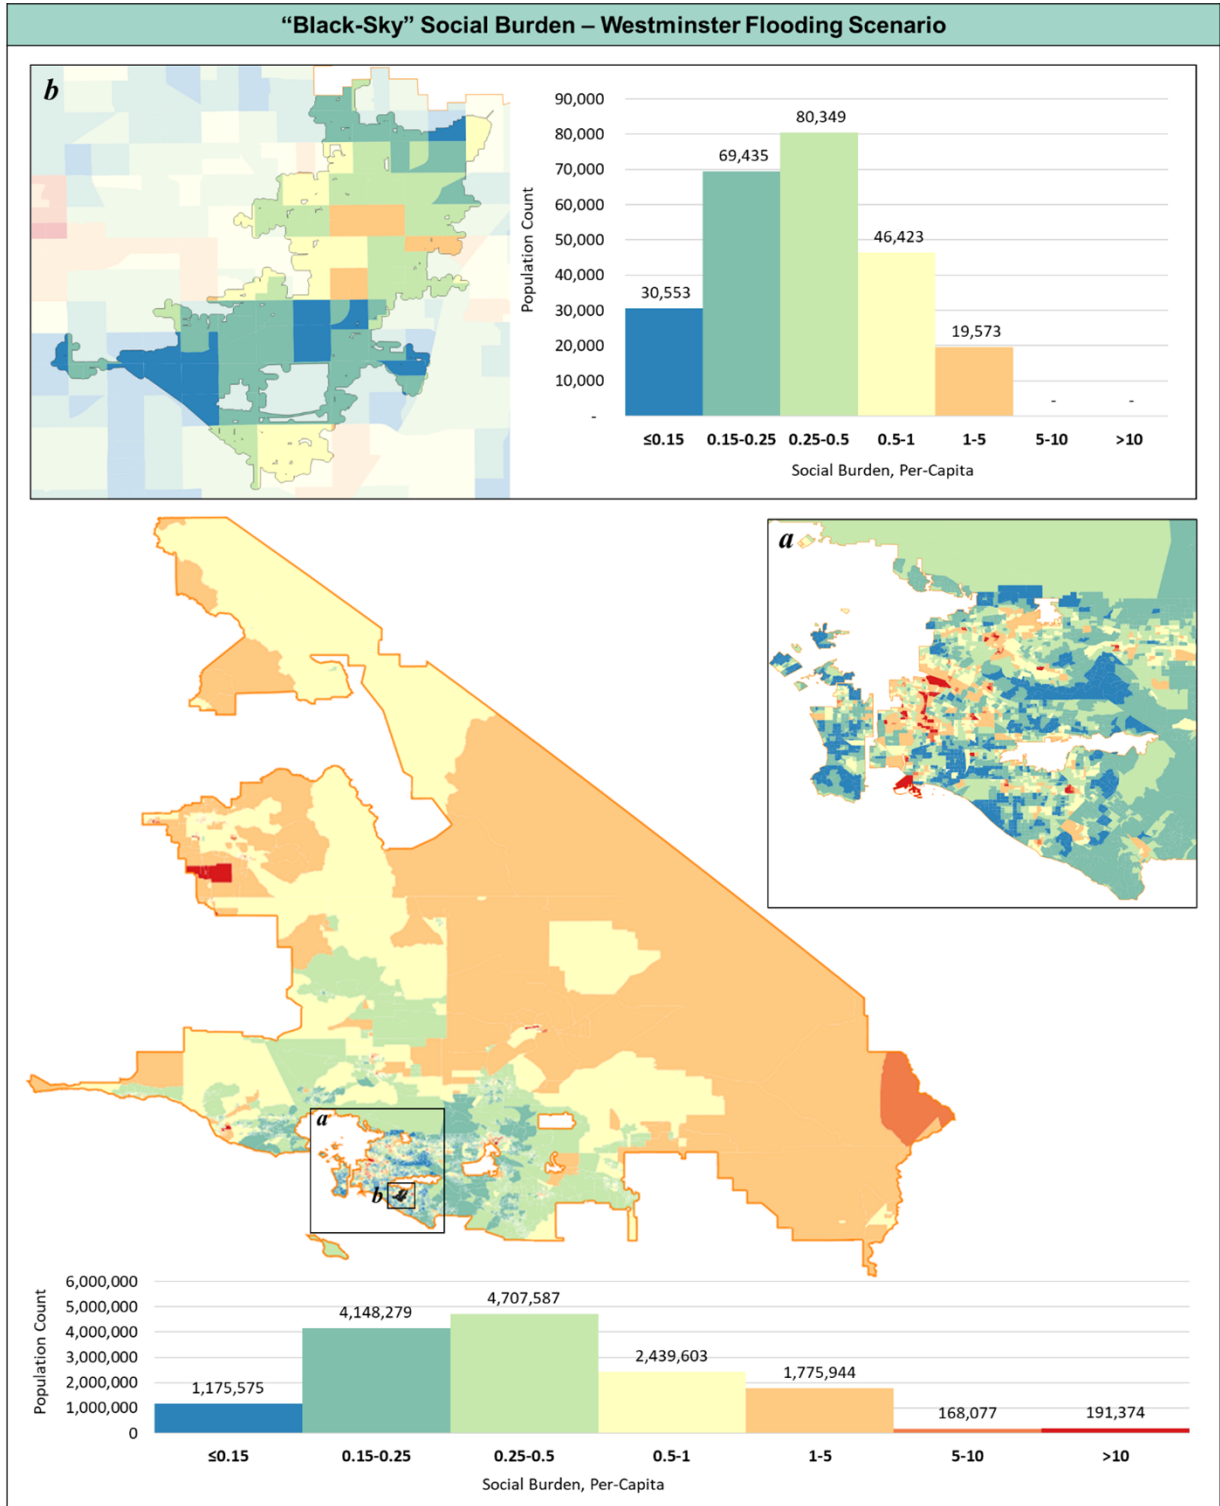 “Black-Sky” Social Burden – Westminster Flooding Scenario
b
90,000
80,000
70,000
60,000
50,000
40,000
30,000
20,000
10,000
-
Population Count
30,553
69,435
80,349
46,423
19,573
-
-
≤0.15 0.15-0.25 0.25-0.5 0.5-1 1-5 5-10 >10
Social Burden, Per-Capita
a
a
b
6,000,000
5,000,000
4,000,000
3,000,000
2,000,000
1,000,000
0
Population Count
1,175,575
4,148,279
4,707,587
2,439,603
1,775,944
168,077
191,374
≤0.15 0.15-0.25 0.25-0.5 0.5-1 1-5 5-10 >10
Social Burden, Per-Capita